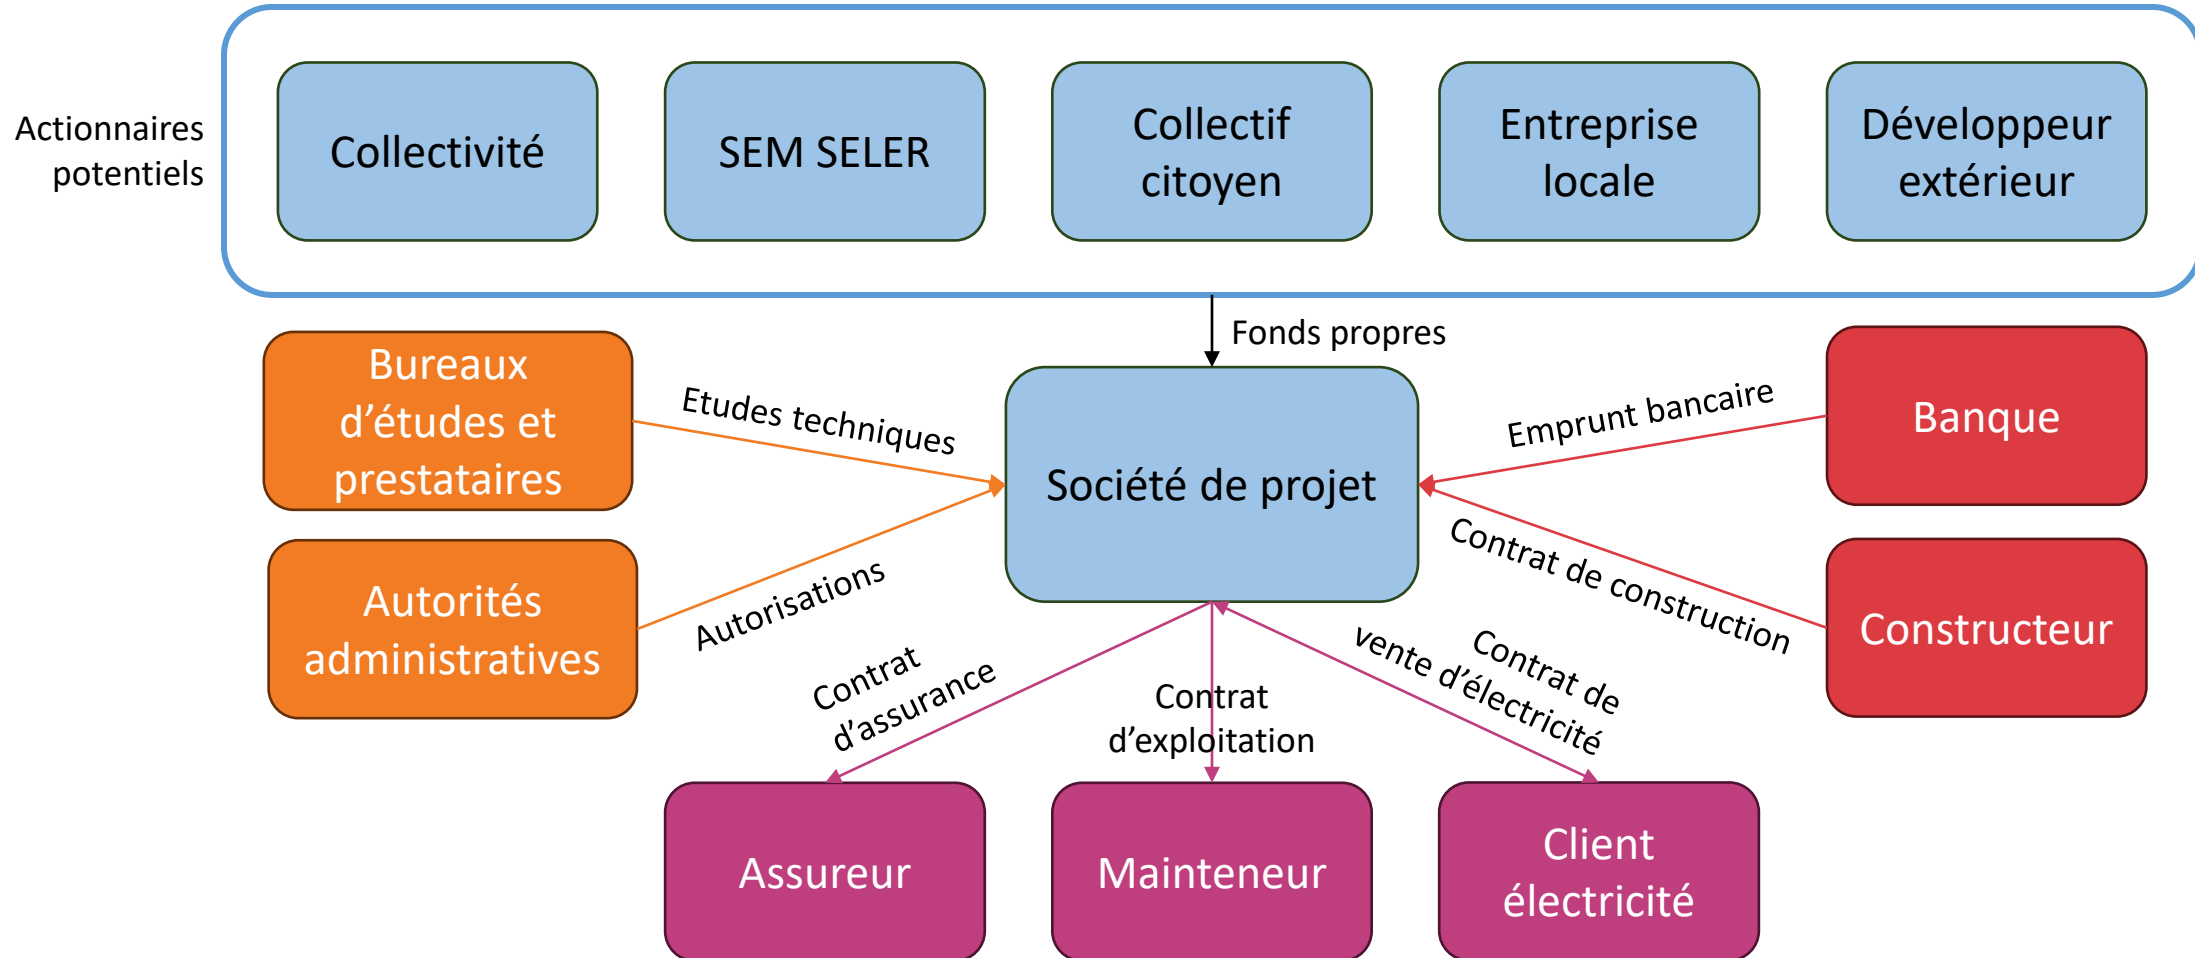 Actionnaires
potentiels
Collectivité
SEM SELER
Collectif
citoyen
Entreprise
locale
Développeur
extérieur
Fonds propres
Bureaux
d’études et
prestataires
Etudes techniques
Société de projet
Emprunt bancaire
Banque
Autorités
administratives
Autorisations
Contrat de construction
Constructeur
Contrat
d’assurance
Contrat
d’exploitation
Contrat de
vente d’électricité
Assureur
Mainteneur
Client
électricité